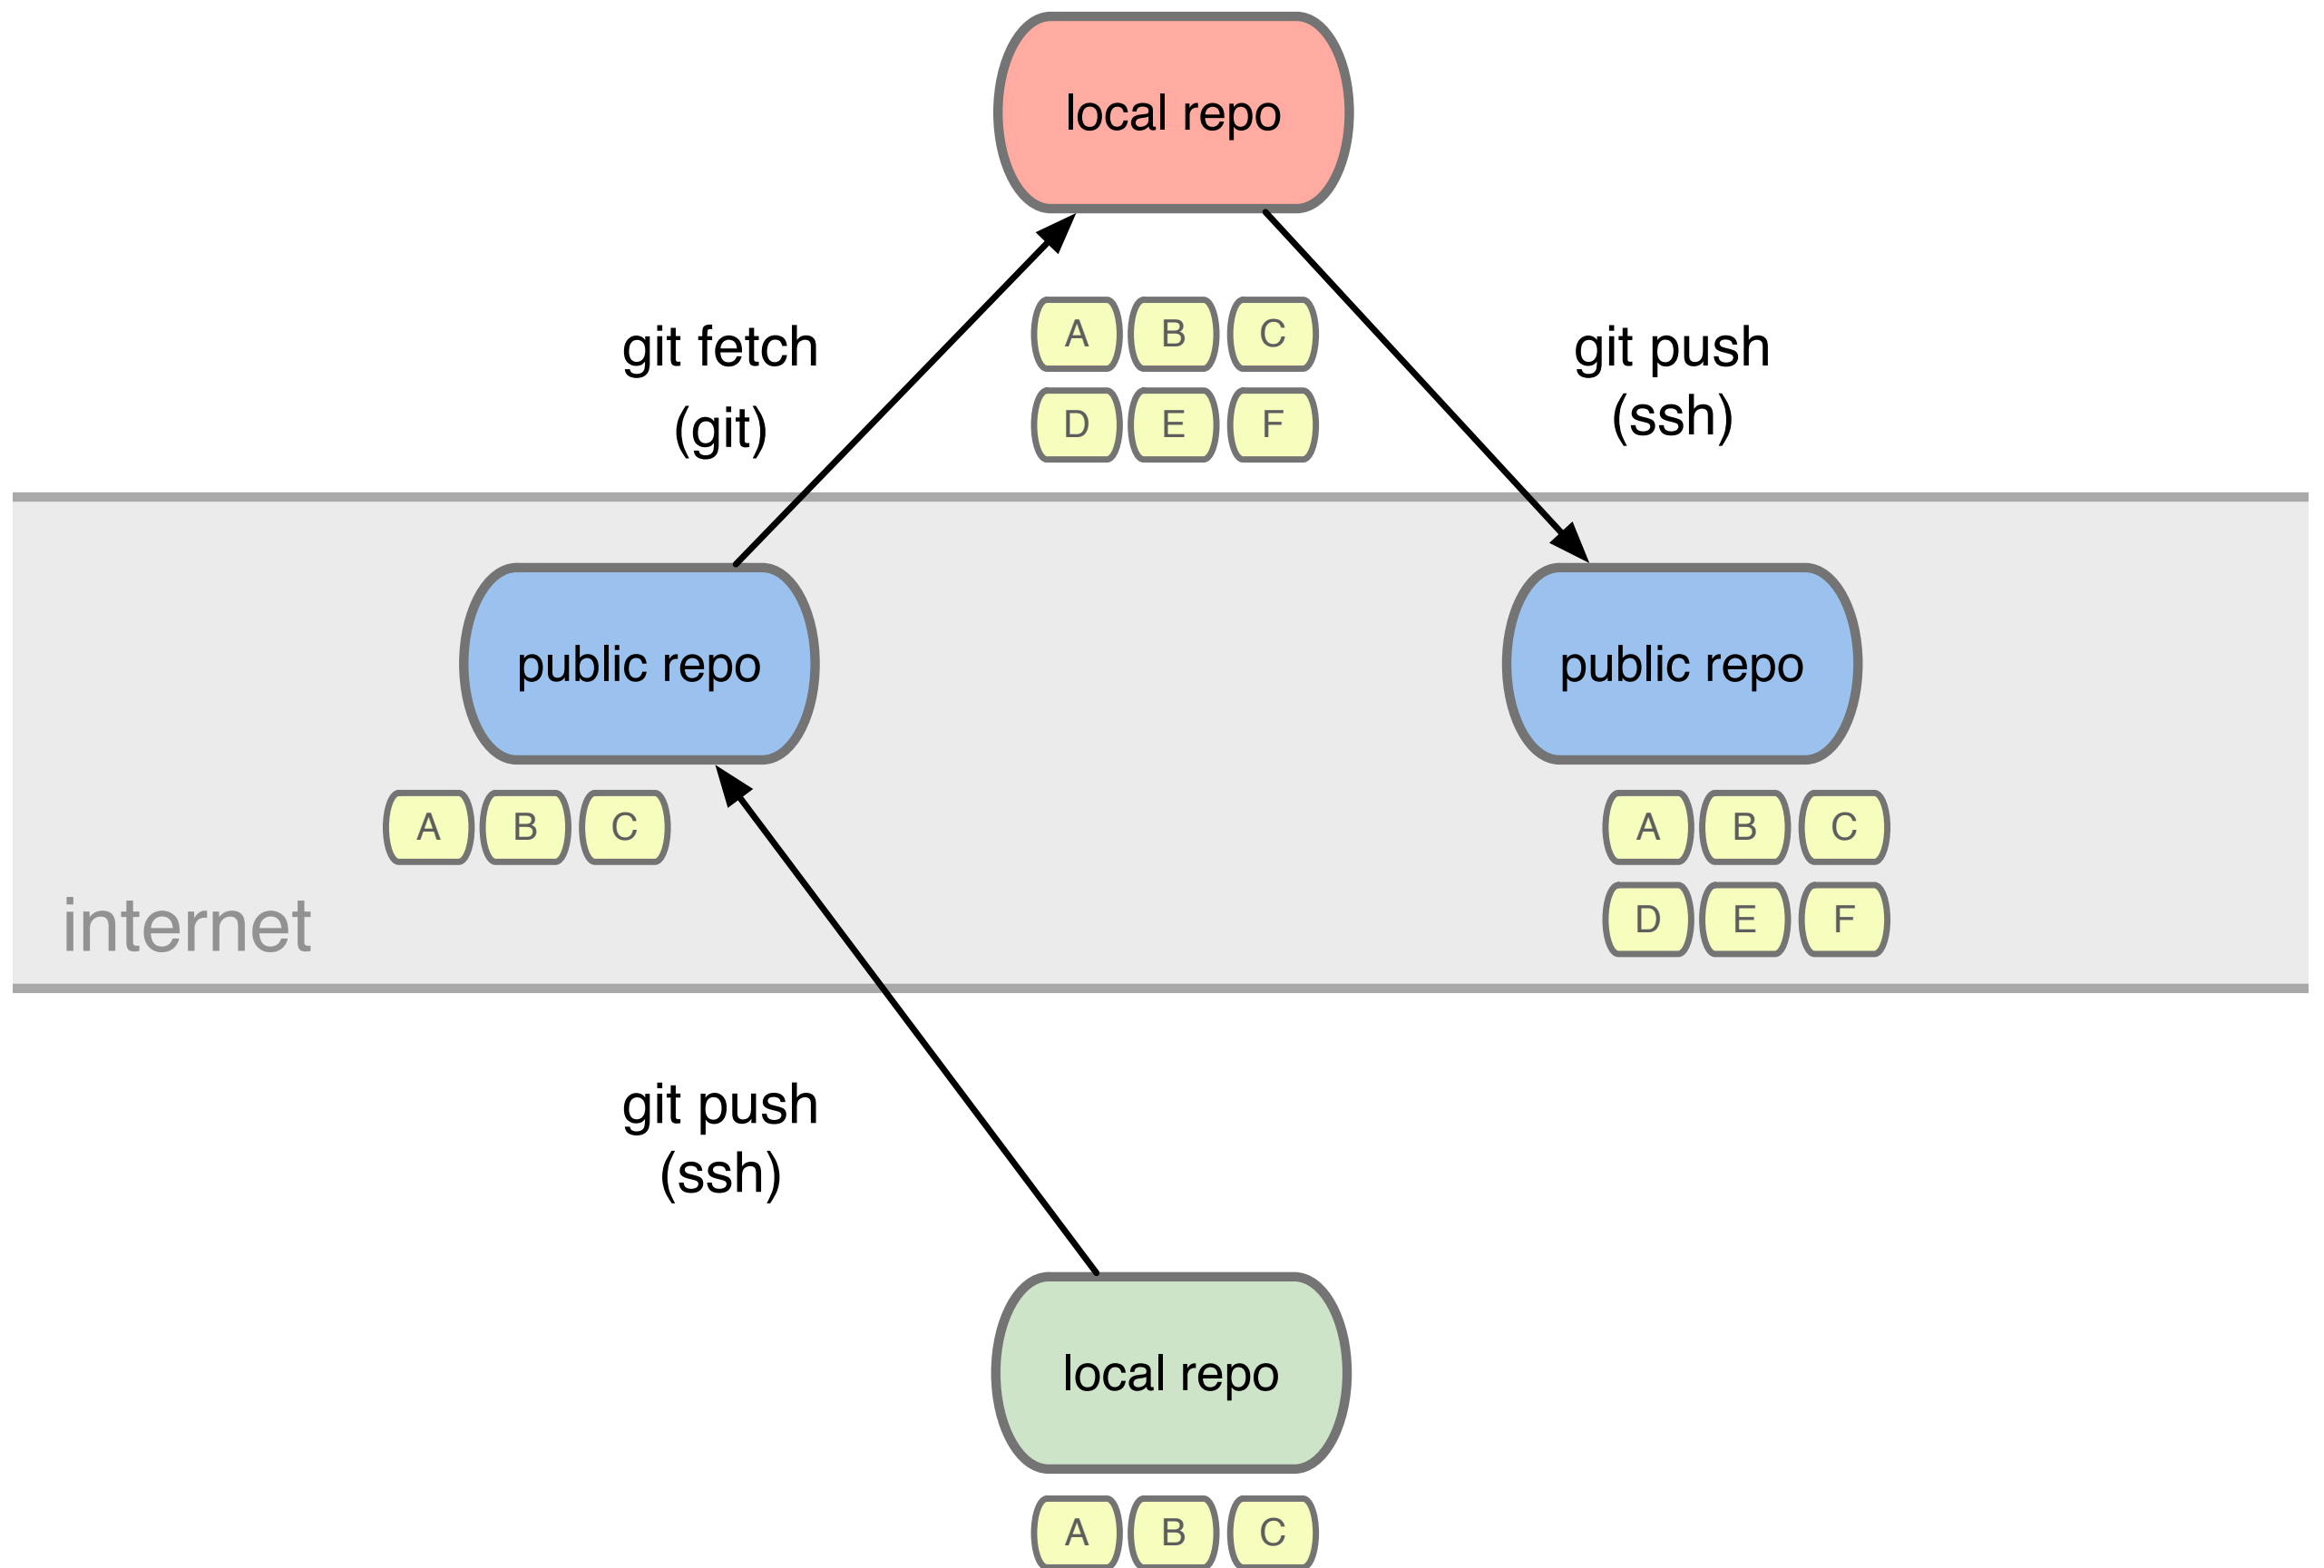 local repo
A B C
D E F
git fetch
(git)
git push
(ssh)
public repo
public repo
A B C
A B C
D E F
internet
git push
(ssh)
local repo
A B C